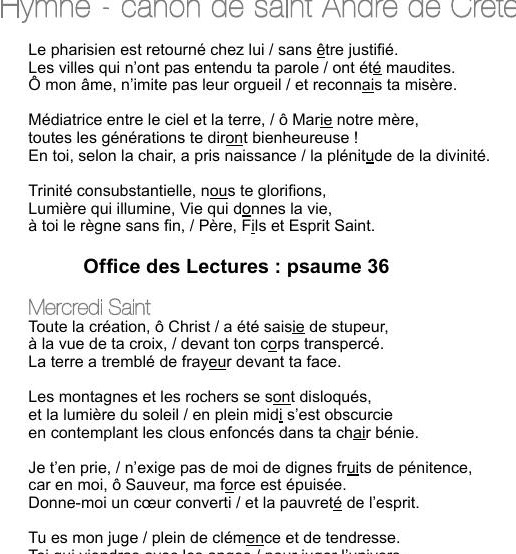 Hymne - canon de saint André de Crète
Le pharisien est retourné chez lui / sans être justifié.
Les villes qui n’ont pas entendu ta parole / ont été maudites.
Ô mon âme, n’imite pas leur orgueil / et reconnais ta misère.
Médiatrice entre le ciel et la terre, / ô Marie notre mère,
toutes les générations te diront bienheureuse !
En toi, selon la chair, a pris naissance / la plénitude de la divinité.
Trinité consubstantielle, nous te glorifions,
Lumière qui illumine, Vie qui donnes la vie,
à toi le règne sans fin, / Père, Fils et Esprit Saint.
Office des Lectures : psaume 36
Mercredi Saint
Toute la création, ô Christ / a été saisie de stupeur,
à la vue de ta croix, / devant ton corps transpercé.
La terre a tremblé de frayeur devant ta face.
Les montagnes et les rochers se sont disloqués,
et la lumière du soleil / en plein midi s’est obscurcie
en contemplant les clous enfoncés dans ta chair bénie.
Je t’en prie, / n’exige pas de moi de dignes fruits de pénitence,
car en moi, ô Sauveur, ma force est épuisée.
Donne-moi un cœur converti / et la pauvreté de l’esprit.
Tu es mon juge / plein de clémence et de tendresse.
Toi qui viendras avec les anges / pour juger l’univers